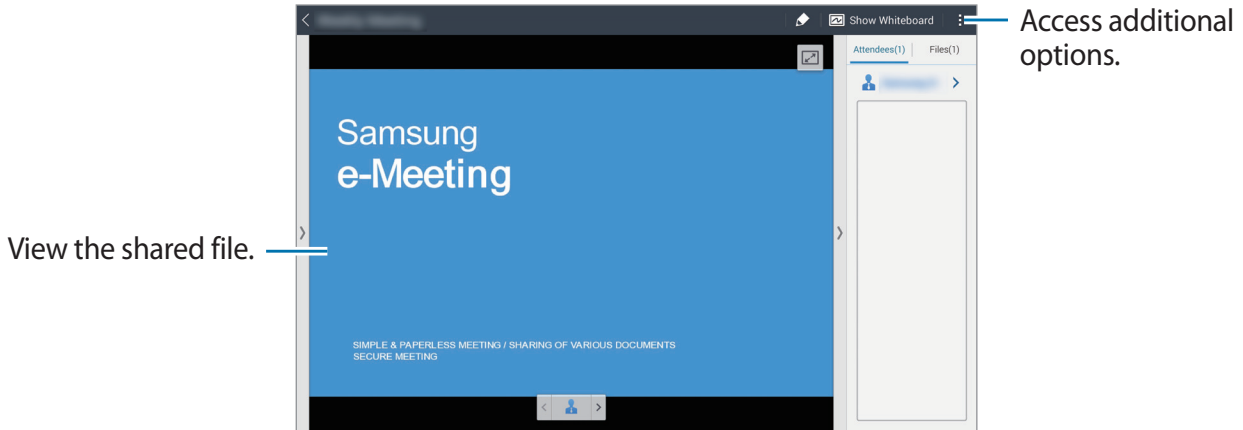 Show Whiteboard
Access additional
options.
Attendees(1)
Files(1)
Samsung
e-Meeting
View the shared file.
SIMPLE & PAPERLESS MEETING / SHARING OF VARIOUS DOCUMENTS
SECURE MEETING